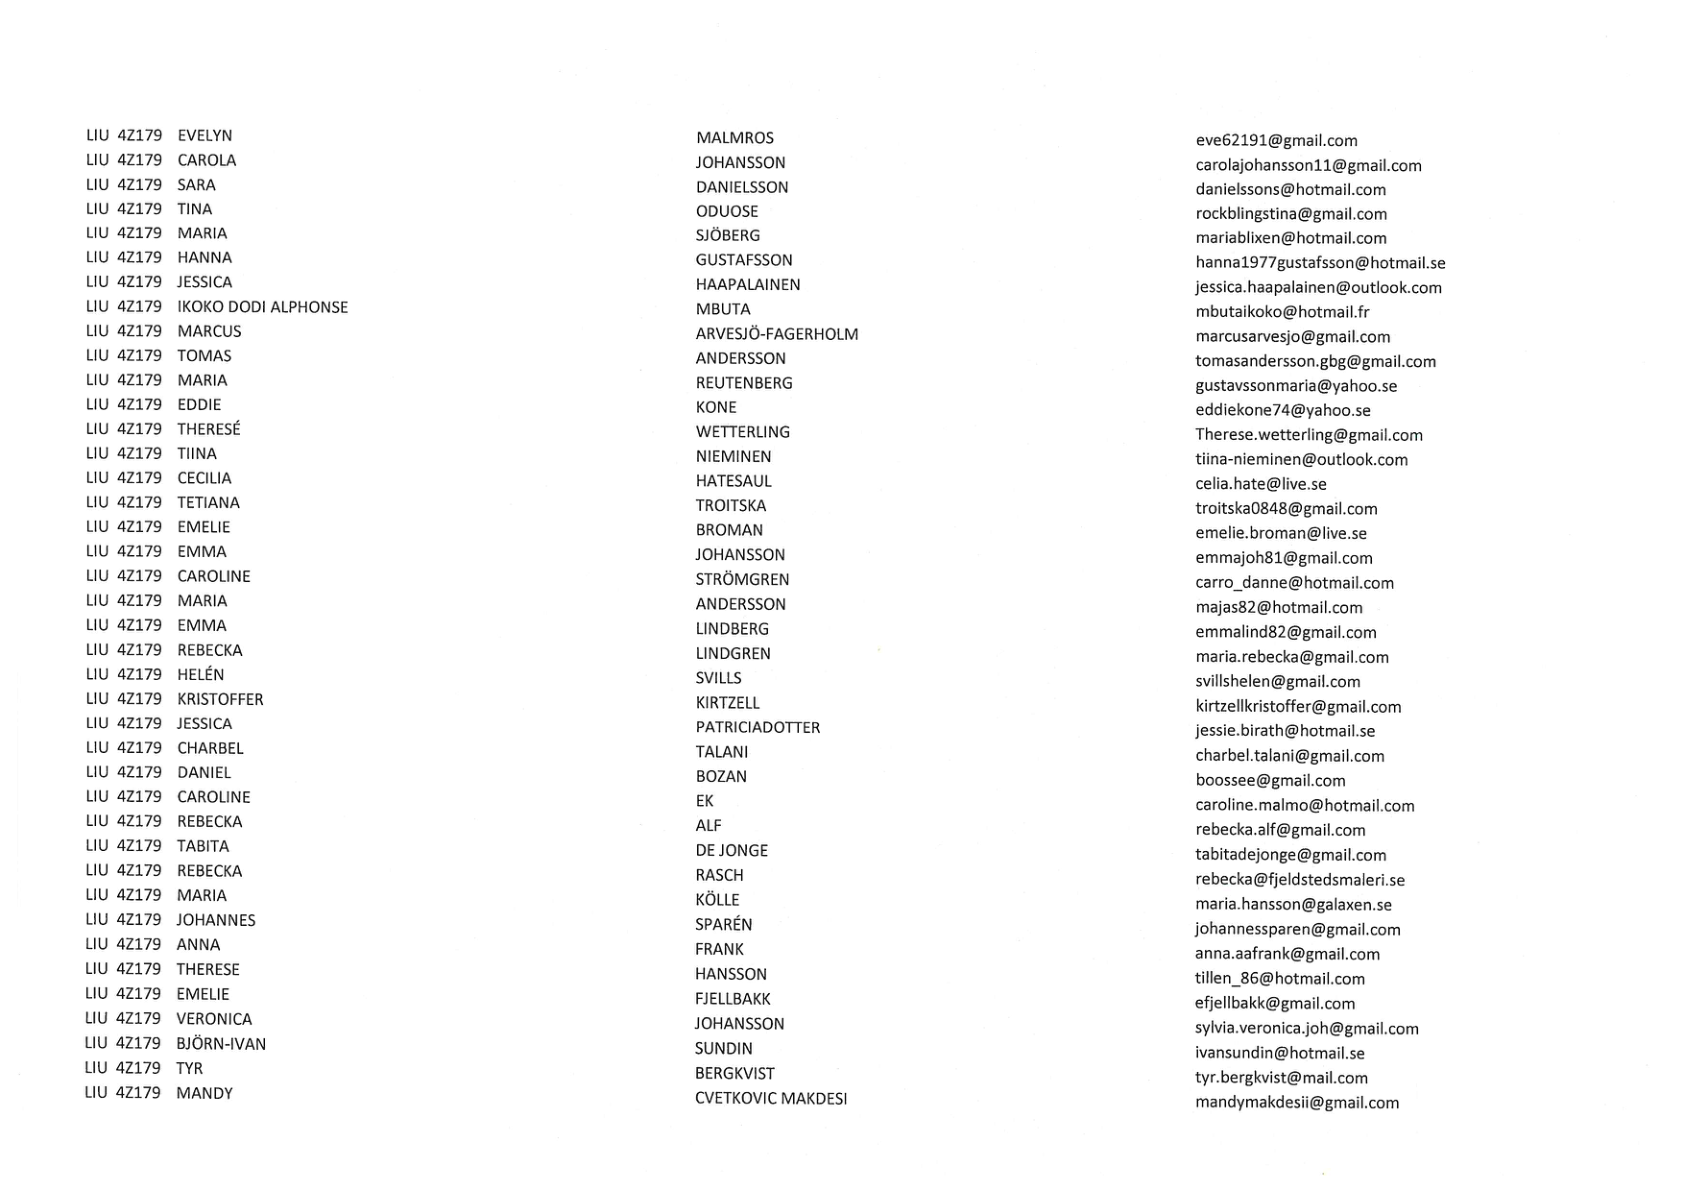 LIU 4Z179 EVELYN MALMROS eve62191@gmail.com
LIU 4Z179 CAROLA JOHANSSON carolajohansson11@gmail.com
LIU 4Z179 SARA DANIELSSON danielssons@hotmail.com
LIU 4Z179 TINA ODUOSE rockblingstina@gmail.com
LIU 4Z179 MARIA SJÖBERG mariablixen@hotmail.com
LIU 4Z179 HANNA GUSTAFSSON hanna1977gustafsson@hotmail.se
LIU 4Z179 JESSICA HAAPALAINEN jessica.haapalainen@outlook.com
LIU 4Z179 IKOKO DODI ALPHONSE MBUTA mbutaikoko@hotmail.fr
LIU 4Z179 MARCUS ARVESJÖ-FAGERHOLM marcusarvesjo@gmail.com
LIU 4Z179 TOMAS ANDERSSON tomasandersson.gbg@gmail.com
LIU 4Z179 MARIA REUTENBERG gustavssonmaria@yahoo.se
LIU 4Z179 EDDIE KONE eddiekone74@yahoo.se
LIU 4Z179 THERESÉ WETTERLING Therese.wetterling@gmail.com
LIU 4Z179 TIINA NIEMINEN tiina-nieminen@outlook.com
LIU 4Z179 CECILIA HATESAUL celia.hate@live.se
LIU 4Z179 TETIANA TROITSKA troitska0848@gmail.com
LIU 4Z179 EMELIE BROMAN emelie.broman@live.se
LIU 4Z179 EMMA JOHANSSON emmajoh81@gmail.com
LIU 4Z179 CAROLINE STRÖMGREN carro_danne@hotmail.com
LIU 4Z179 MARIA ANDERSSON majas82@hotmail.com
LIU 4Z179 EMMA LINDBERG emmalind82@gmail.com
LIU 4Z179 REBECKA LINDGREN maria.rebecka@gmail.com
LIU 4Z179 HELÉN SVILLS svillshelen@gmail.com
LIU 4Z179 KRISTOFFER KIRTZELL kirtzellkristoffer@gmail.com
LIU 4Z179 JESSICA PATRICIADOTTER jessie.birath@hotmail.se
LIU 4Z179 CHARBEL TALANI charbel.talani@gmail.com
LIU 4Z179 DANIEL BOZAN boossee@gmail.com
LIU 4Z179 CAROLINE EK caroline.malmo@hotmail.com
LIU 4Z179 REBECKA ALF rebecka.alf@gmail.com
LIU 4Z179 TABITA DE JONGE tabitadejonge@gmail.com
LIU 4Z179 REBECKA RASCH rebecka@fjeldstedsmaleri.se
LIU 4Z179 MARIA KÖLLE maria.hansson@galaxen.se
LIU 4Z179 JOHANNES SPARÉN johannessparen@gmail.com
LIU 4Z179 ANNA FRANK anna.aafrank@gmail.com
LIU 4Z179 THERESE HANSSON tillen_86@hotmail.com
LIU 4Z179 EMELIE FJELLBAKK efjellbakk@gmail.com
LIU 4Z179 VERONICA JOHANSSON sylvia.veronica.joh@gmail.com
LIU 4Z179 BJÖRN-IVAN SUNDIN ivansundin@hotmail.se
LIU 4Z179 TYR BERGKVIST tyr.bergkvist@mail.com
LIU 4Z179 MANDY CVETKOVIC MAKDESI mandymakdesii@gmail.com